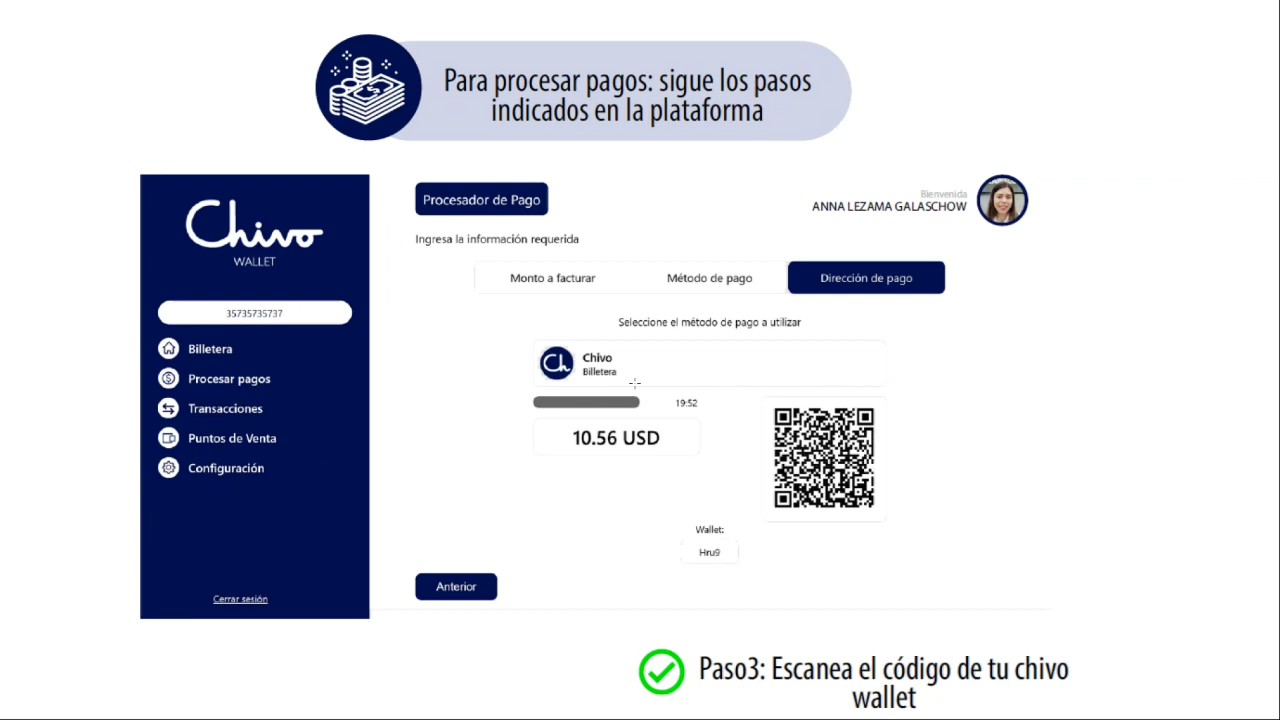 Para procesar pagos: sigue los pasos
indicados en la plataforma
Chivo
WALLET
35735735737
Billetera
Procesar pagos
Transacciones
Puntos de Venta
Configuración
Cerrar sesión
Procesador de Pago
Bienvenida
ANNA LEZAMA GALASCHOW
Ingresa la información requerida
Monto a facturar
Método de pago
Dirección de pago
Seleccione el método de pago a utilizar
Ch
Chivo
Billetera
19:52
10.56 USD
Wallet:
Hru9
Anterior
Paso3: Escanea el código de tu chivo
wallet